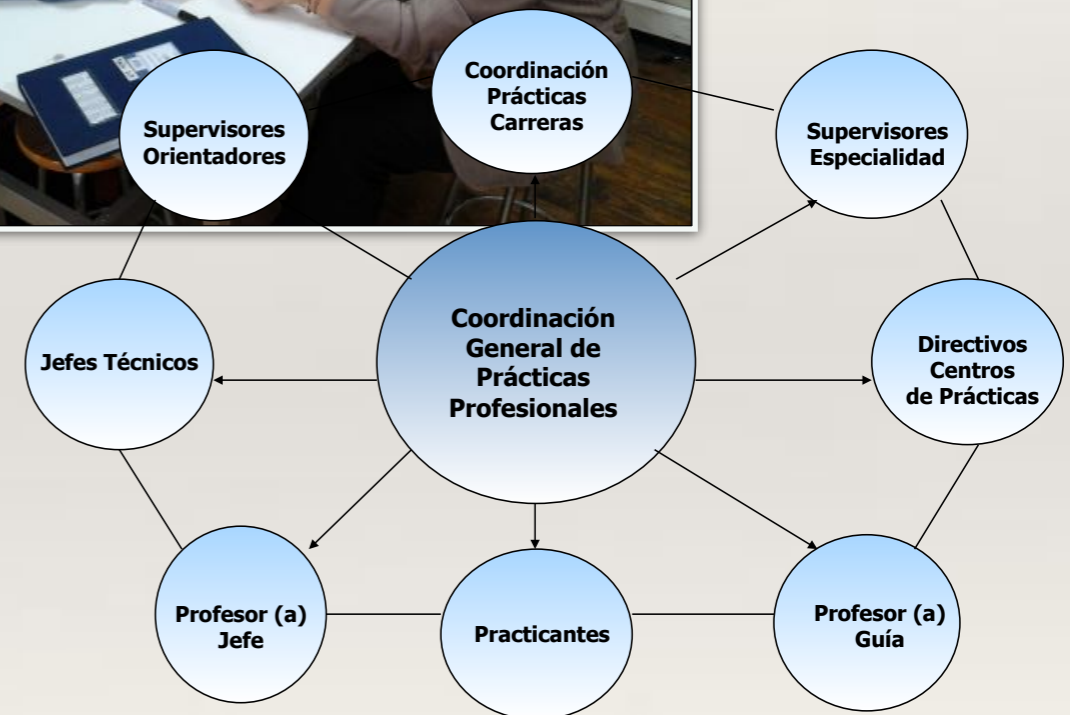 Coordinación
Prácticas
Carreras
Supervisores
Orientadores
Supervisores
Especialidad
Coordinación
General de
Prácticas
Profesionales
Jefes Técnicos
Directivos
Centros
de Prácticas
Profesor (a)
Jefe
Practicantes
Profesor (a)
Guía